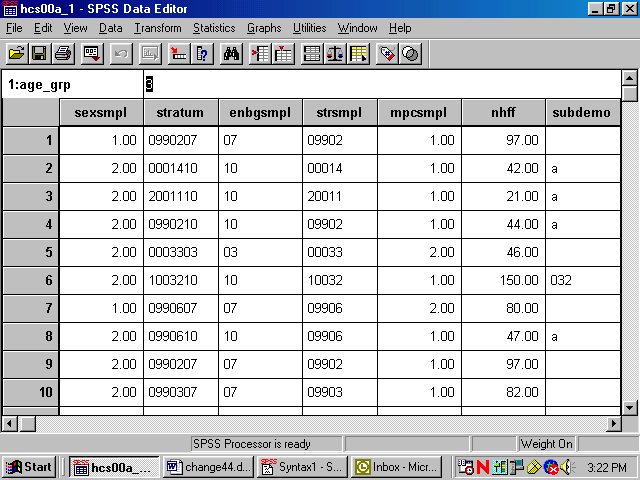 hcs00a_1 - SPSS Data Editor
File Edit View Data Transform Statistics Graphs Utilities Window Help
1:age_grp 3
sexsmpl stratum enbgsmpl strsmpl mpcsmpl nhff subdemo
1 1.00 0990207 07 09902 1.00 97.00
2 2.00 0001410 10 00014 1.00 42.00 a
3 2.00 2001110 10 20011 1.00 21.00 a
4 2.00 0990210 10 09902 1.00 44.00 a
5 2.00 0003303 03 00033 2.00 46.00
6 2.00 1003210 10 10032 1.00 150.00 032
7 1.00 0990607 07 09906 2.00 80.00
8 2.00 0990610 10 09906 1.00 47.00 a
9 2.00 0990207 07 09902 1.00 97.00
10 2.00 0990307 07 09903 1.00 82.00
SPSS Processor is ready Weight On
Start hcs00a_... change44.d... Syntax1 - S... Inbox - Micr... N 3:22 PM